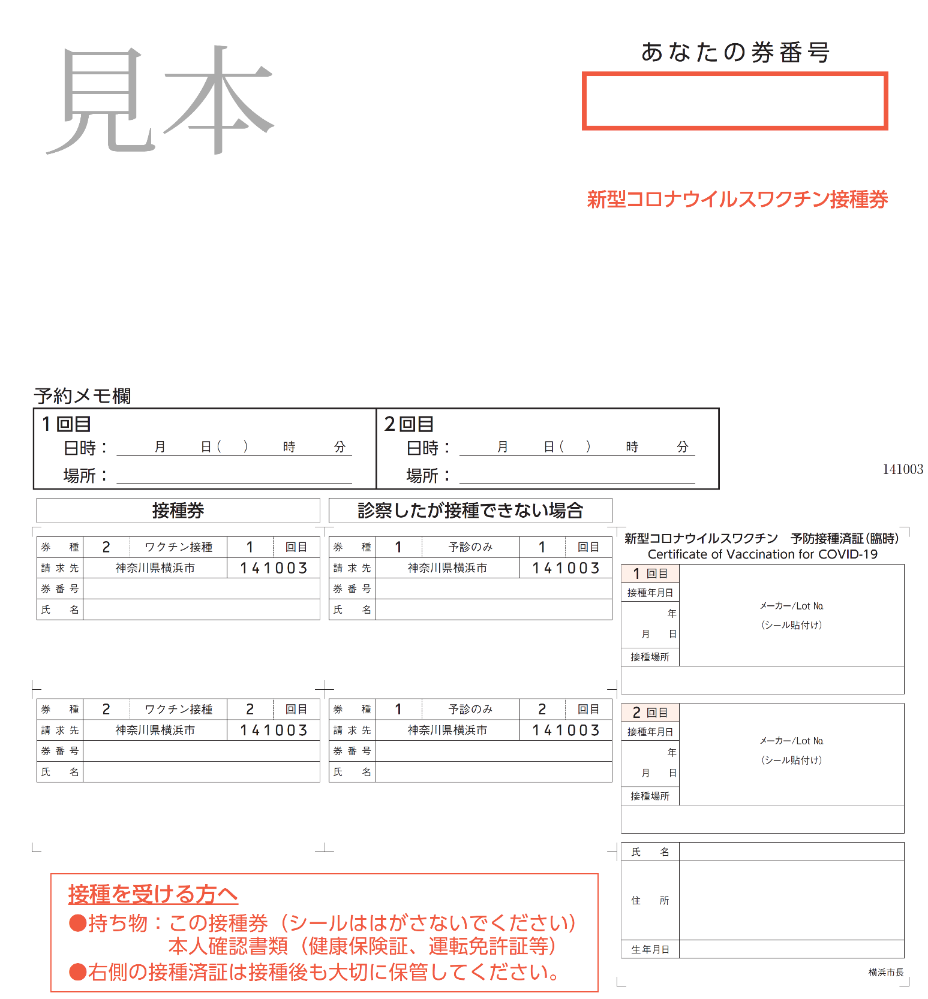 見本
あなたの券番号
新型コロナウイルスワクチン接種券
予約メモ欄
1回目
日時： 月 日（ ） 時 分
場所：
2回目
日時： 月 日（ ） 時 分
場所：
141003
接種券
診察したが接種できない場合
券種 2 ワクチン接種 1 回目
請求先 神奈川県横浜市 141003
券番号
氏名
券種 1 予診のみ 1 回目
請求先 神奈川県横浜市 141003
券番号
氏名
券種 2 ワクチン接種 2 回目
請求先 神奈川県横浜市 141003
券番号
氏名
券種 1 予診のみ 2 回目
請求先 神奈川県横浜市 141003
券番号
氏名
新型コロナウイルスワクチン 予防接種済証（臨時）
Certificate of Vaccination for COVID-19
1 回目
接種年月日
年
月 日
接種場所
メーカー/Lot No.
（シール貼付け）
2 回目
接種年月日
年
月 日
接種場所
メーカー/Lot No.
（シール貼付け）
氏名
住所
生年月日
横浜市長
接種を受ける方へ
●持ち物：この接種券（シールははがさないでください）
本人確認書類（健康保険証、運転免許証等）
●右側の接種済証は接種後も大切に保管してください。